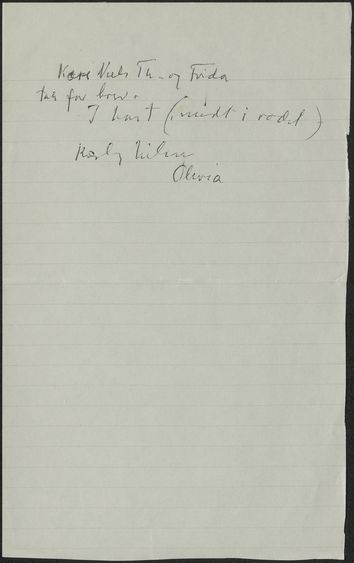 Kære Niels Th. og Frida
tak for brev.
I hast (midt i rodet)
Kærlig hilsen
Olivia